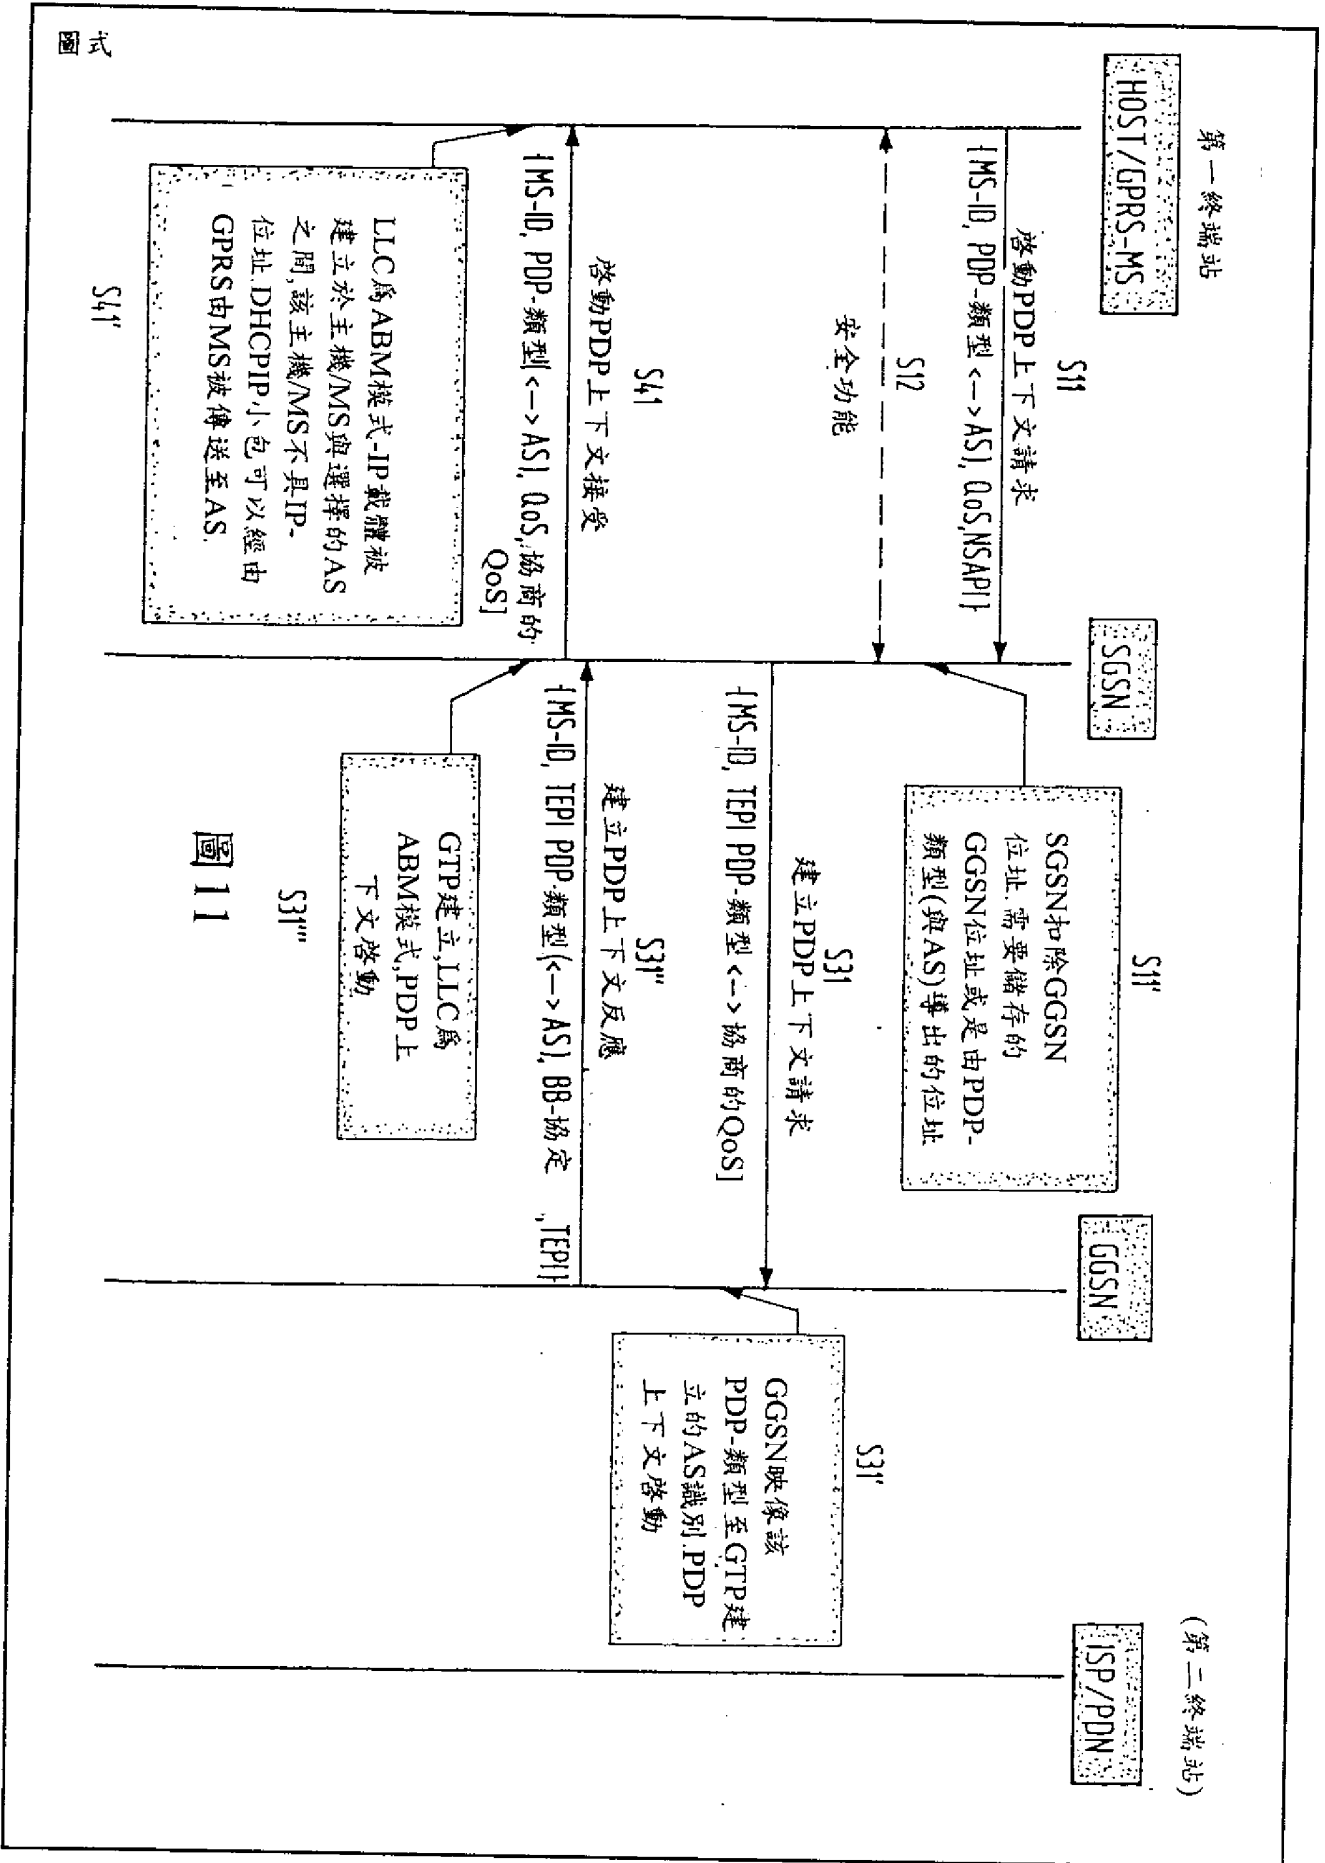 圖式
第一終端站
(第二終端站)
HOST/GPRS-MS
SGSN
GGSN
ISP/PDN
S11
啓動PDP上下文請求
{MS-ID, PDP-類型<-->AS), QoS,NSAPI}
S11'
SGSN扣除GGSN
位址.需要儲存的
GGSN位址或是由PDP-
類型(與AS)導出的位址
S12
安全功能
S31
建立PDP上下文請求
{MS-ID, TEPI PDP-類型<-->協商的QoS]
S31'
GGSN映像該
PDP-類型至GTP建
立的AS識別.PDP
上下文啓動
S31"
建立PDP上下文反應
{MS-ID, TEPI PDP-類型(<-->AS), BB-協定 ,TEPI}
S31"'
GTP建立,LLC爲
ABM模式,PDP上
下文啓動
S41
啓動PDP上下文接受
{MS-ID, PDP-類型(<-->AS), QoS,協商的
QoS]
S41'
LLC爲ABM模式-IP載體被
建立於主機/MS與選擇的AS
之間,該主機/MS不具IP-
位址.DHCPIP小包可以經由
GPRS由MS被傳送至AS.
圖11